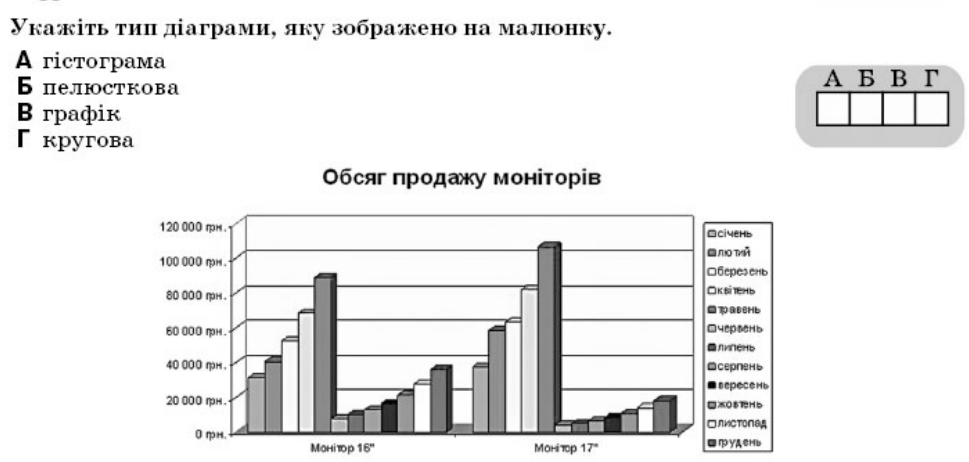 Укажіть тип діаграми, яку зображено на малюнку.
А гістограма
Б пелюсткова
В графік
Г кругова
А Б В Г
Обсяг продажу моніторів
120 000 грн.
100 000 грн.
80 000 грн.
60 000 грн.
40 000 грн.
20 000 грн.
0 грн.
Монітор 16"
Монітор 17"
січень
лютий
березень
квітень
травень
червень
липень
серпень
вересень
жовтень
листопад
грудень